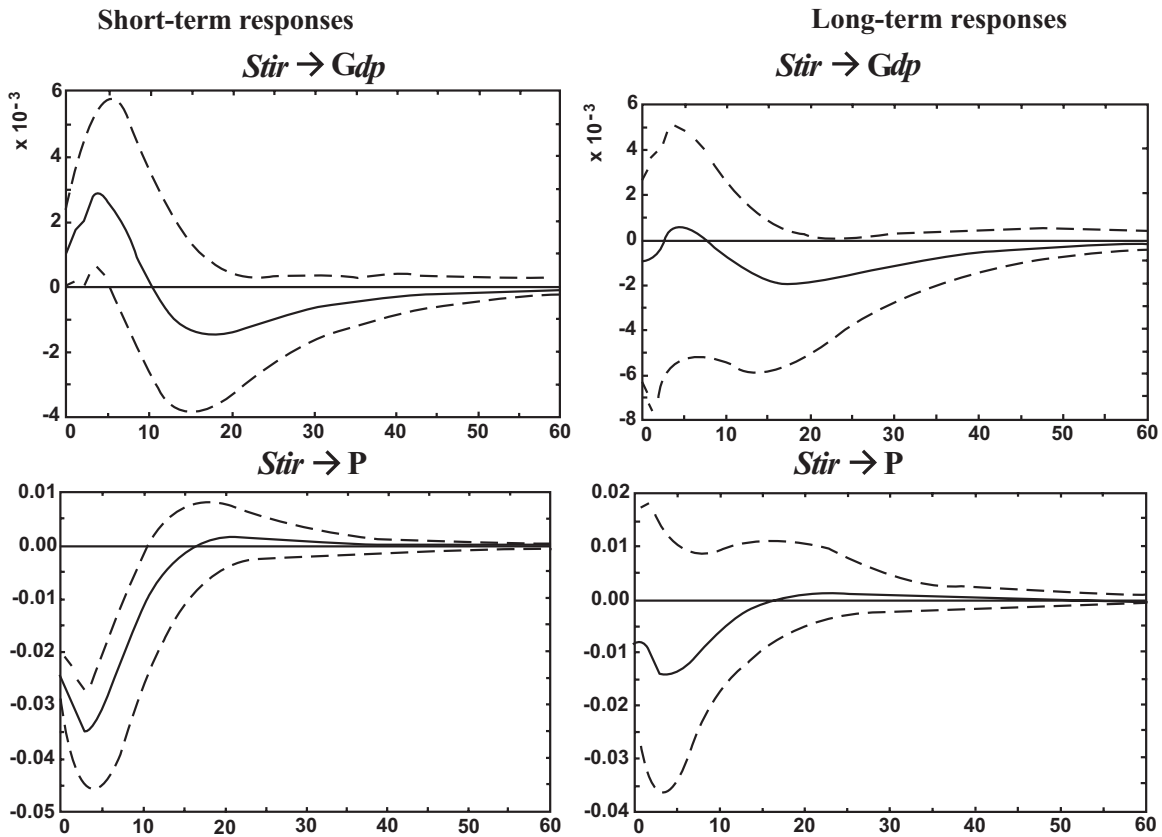 Short-term responses
Long-term responses
Stir → Gdp
Stir → Gdp
x 10⁻³
6
4
2
0
-2
-4
0 10 20 30 40 50 60
x 10⁻³
6
4
2
0
-2
-4
-6
-8
0 10 20 30 40 50 60
Stir → P
Stir → P
0.01
0.00
-0.01
-0.02
-0.03
-0.04
-0.05
0 10 20 30 40 50 60
0.02
0.01
0.00
-0.01
-0.02
-0.03
-0.04
0 10 20 30 40 50 60